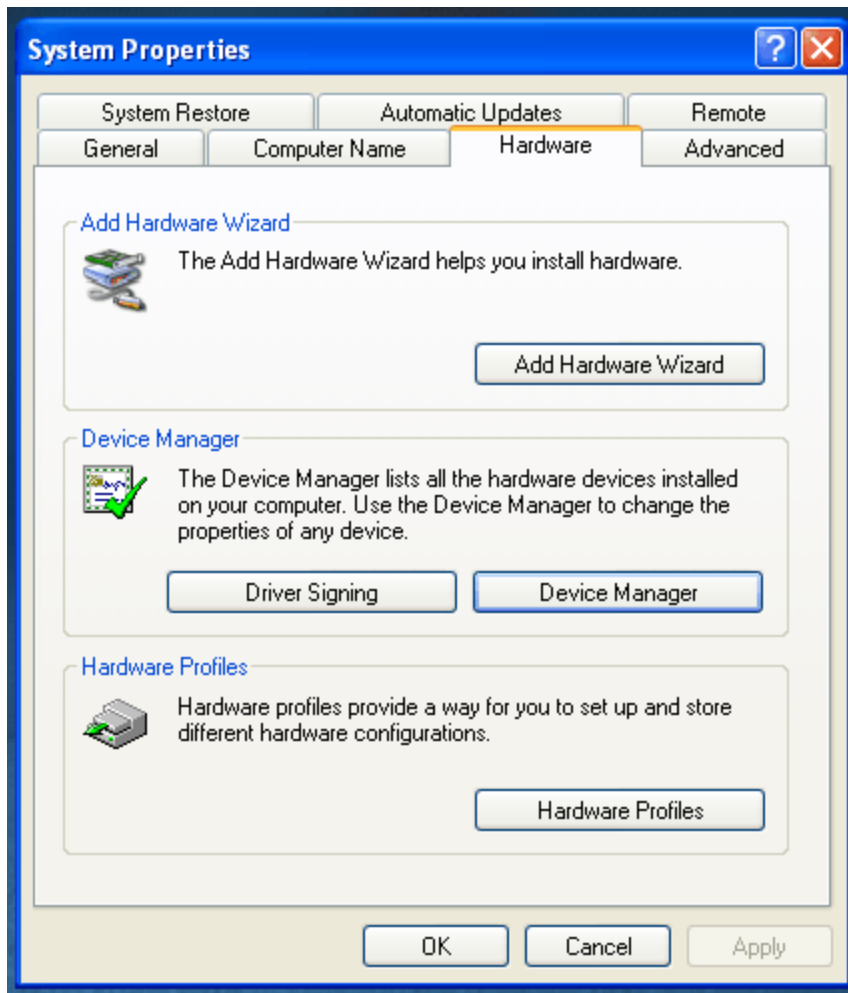 System Properties
System Restore Automatic Updates Remote
General Computer Name Hardware Advanced
Add Hardware Wizard
The Add Hardware Wizard helps you install hardware.
Add Hardware Wizard
Device Manager
The Device Manager lists all the hardware devices installed
on your computer. Use the Device Manager to change the
properties of any device.
Driver Signing Device Manager
Hardware Profiles
Hardware profiles provide a way for you to set up and store
different hardware configurations.
Hardware Profiles
OK Cancel Apply